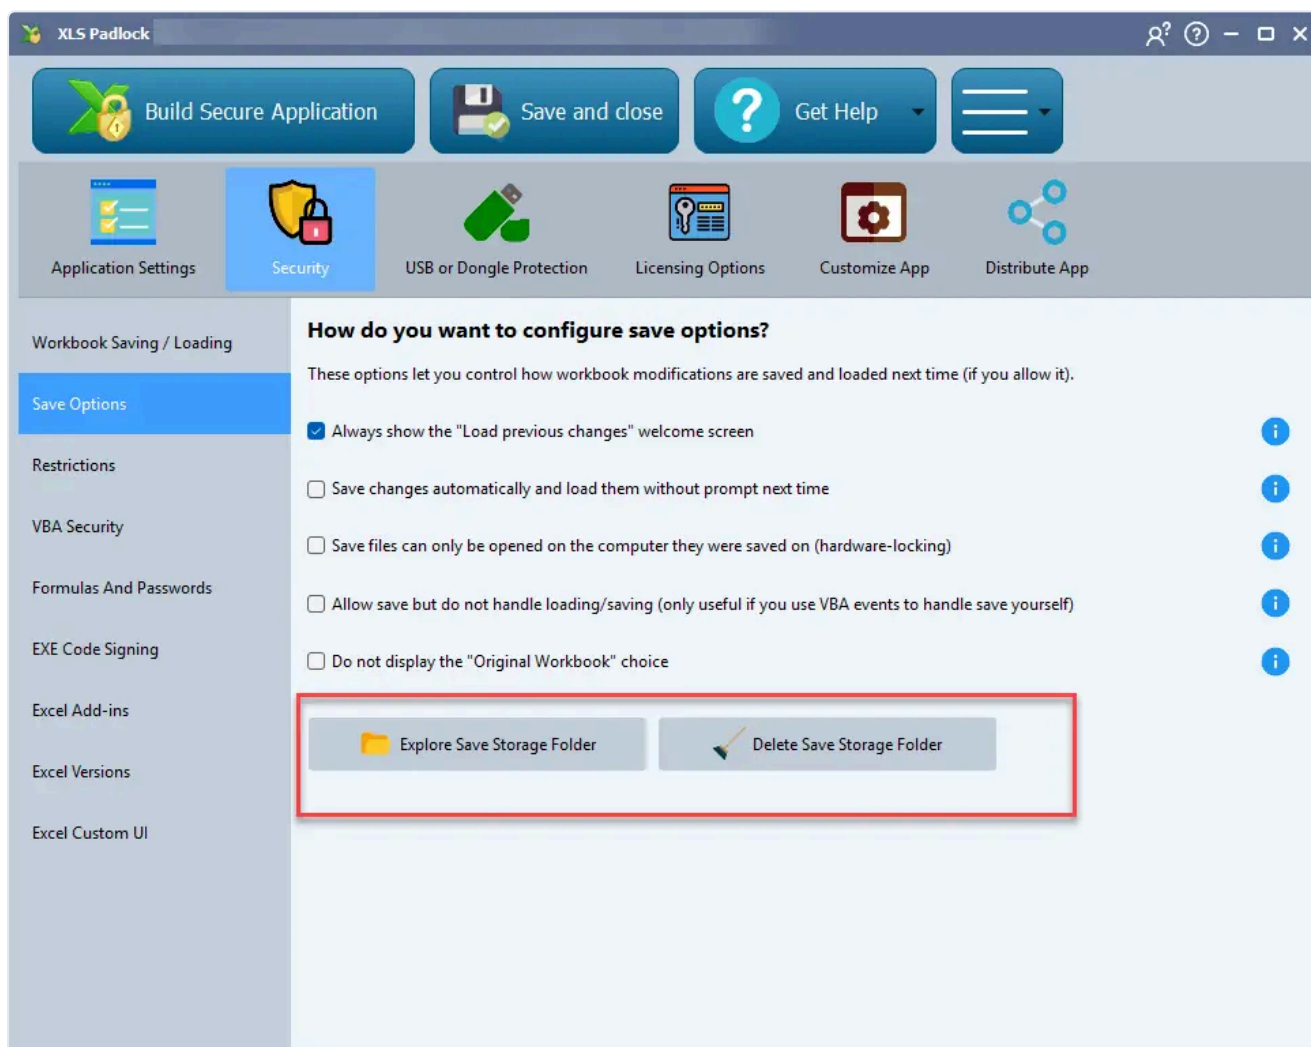 XLS Padlock
Build Secure Application
Save and close
Get Help
Application Settings
Security
USB or Dongle Protection
Licensing Options
Customize App
Distribute App
Workbook Saving / Loading
Save Options
Restrictions
VBA Security
Formulas And Passwords
EXE Code Signing
Excel Add-ins
Excel Versions
Excel Custom UI
How do you want to configure save options?
These options let you control how workbook modifications are saved and loaded next time (if you allow it).
Always show the "Load previous changes" welcome screen
Save changes automatically and load them without prompt next time
Save files can only be opened on the computer they were saved on (hardware-locking)
Allow save but do not handle loading/saving (only useful if you use VBA events to handle save yourself)
Do not display the "Original Workbook" choice
Explore Save Storage Folder
Delete Save Storage Folder